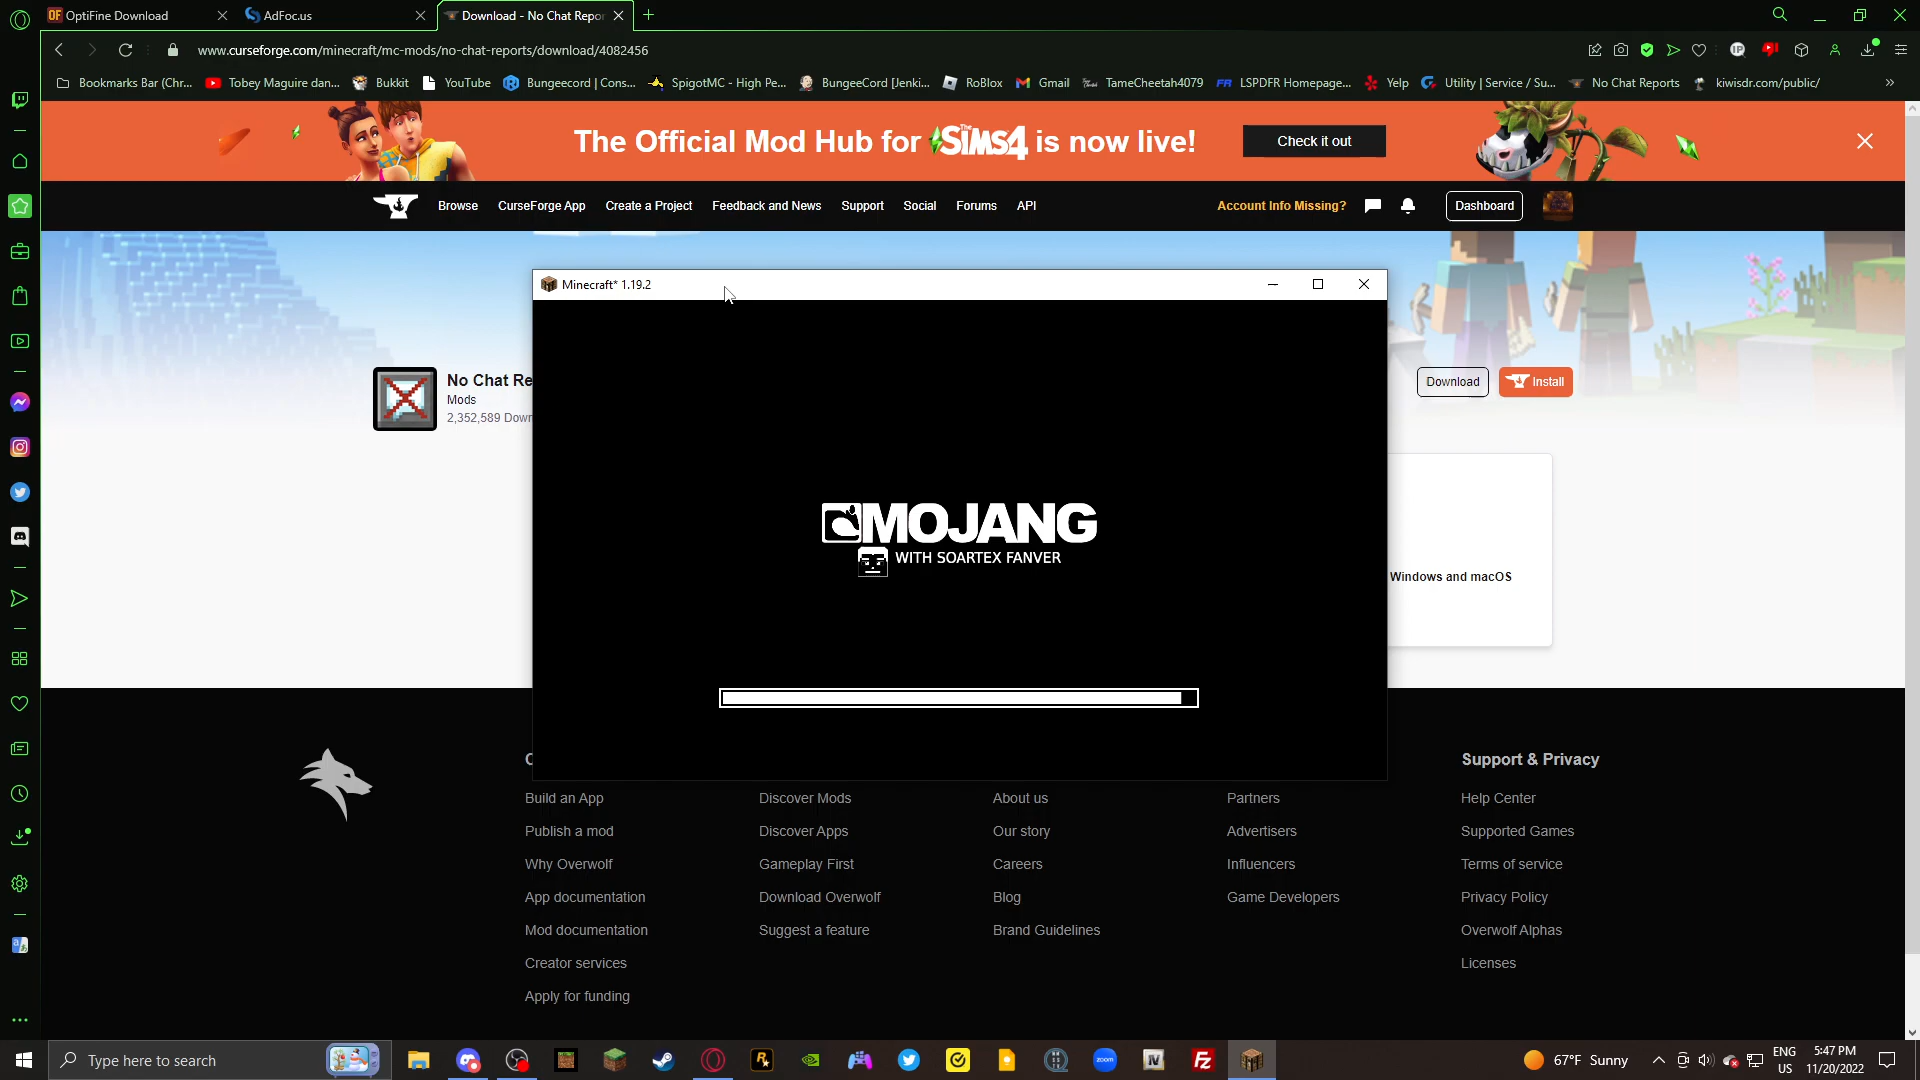 OF OptiFine Download
AdFoc.us
Download - No Chat Repor
www.curseforge.com/minecraft/mc-mods/no-chat-reports/download/4082456
IP
Bookmarks Bar (Chr...
Tobey Maguire dan...
Bukkit
YouTube
Bungeecord | Cons...
SpigotMC - High Pe...
BungeeCord [Jenki...
RoBlox
Gmail
TameCheetah4079
FR LSPDFR Homepage...
Yelp
Utility | Service / Su...
No Chat Reports
kiwisdr.com/public/
The Official Mod Hub for The SIMS4 is now live!
Check it out
Browse
CurseForge App
Create a Project
Feedback and News
Support
Social
Forums
API
Account Info Missing?
Dashboard
Minecraft* 1.19.2
No Chat Re
Mods
2,352,589 Down
Download
Install
MOJANG
WITH SOARTEX FANVER
Windows and macOS
Support & Privacy
Build an App
Discover Mods
About us
Partners
Help Center
Publish a mod
Discover Apps
Our story
Advertisers
Supported Games
Why Overwolf
Gameplay First
Careers
Influencers
Terms of service
App documentation
Download Overwolf
Blog
Game Developers
Privacy Policy
Mod documentation
Suggest a feature
Brand Guidelines
Overwolf Alphas
Creator services
Licenses
Apply for funding
Type here to search
zoom
IV
Fz
67°F Sunny
ENG
US
5:47 PM
11/20/2022